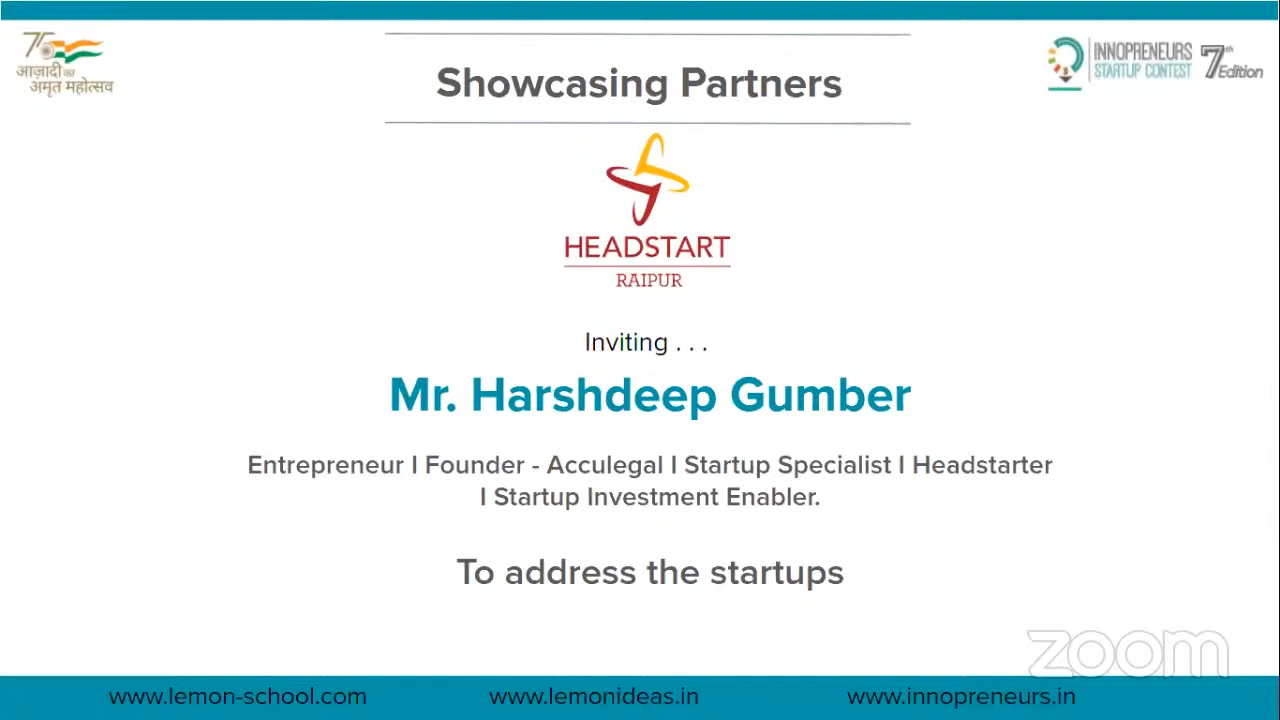 75
आज़ादी का
अमृत महोत्सव
Showcasing Partners
INNOPRENEURS
STARTUP CONTEST
7th Edition
HEADSTART
RAIPUR
Inviting . . .
Mr. Harshdeep Gumber
Entrepreneur I Founder - Acculegal I Startup Specialist I Headstarter
I Startup Investment Enabler.
To address the startups
zoom
www.lemon-school.com
www.lemonideas.in
www.innopreneurs.in